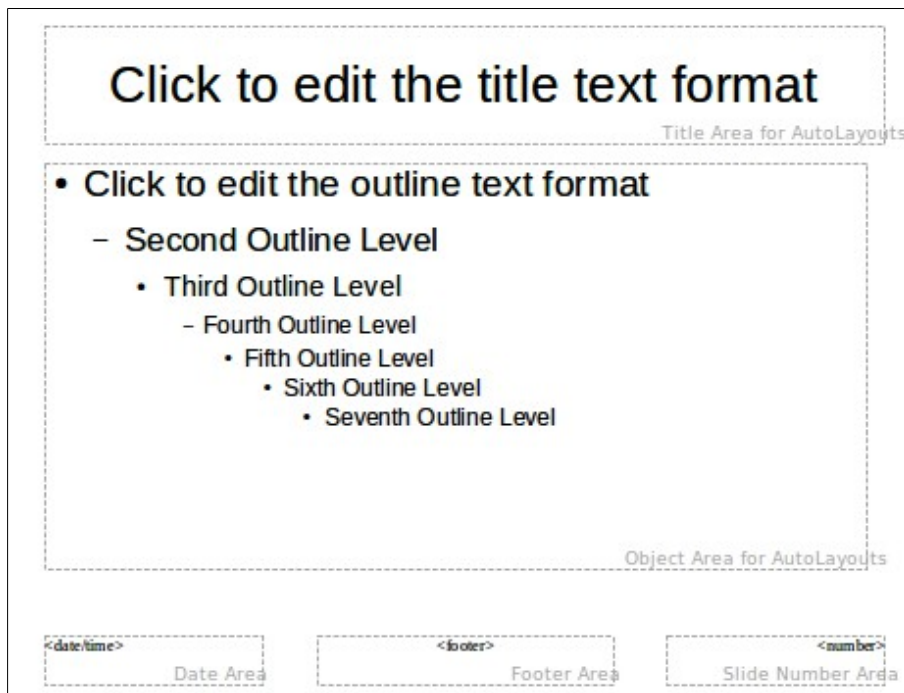 Click to edit the title text format
Title Area for AutoLayouts
• Click to edit the outline text format
– Second Outline Level
• Third Outline Level
– Fourth Outline Level
• Fifth Outline Level
• Sixth Outline Level
• Seventh Outline Level
Object Area for AutoLayouts
<date/time> <footer> <number>
Date Area Footer Area Slide Number Area